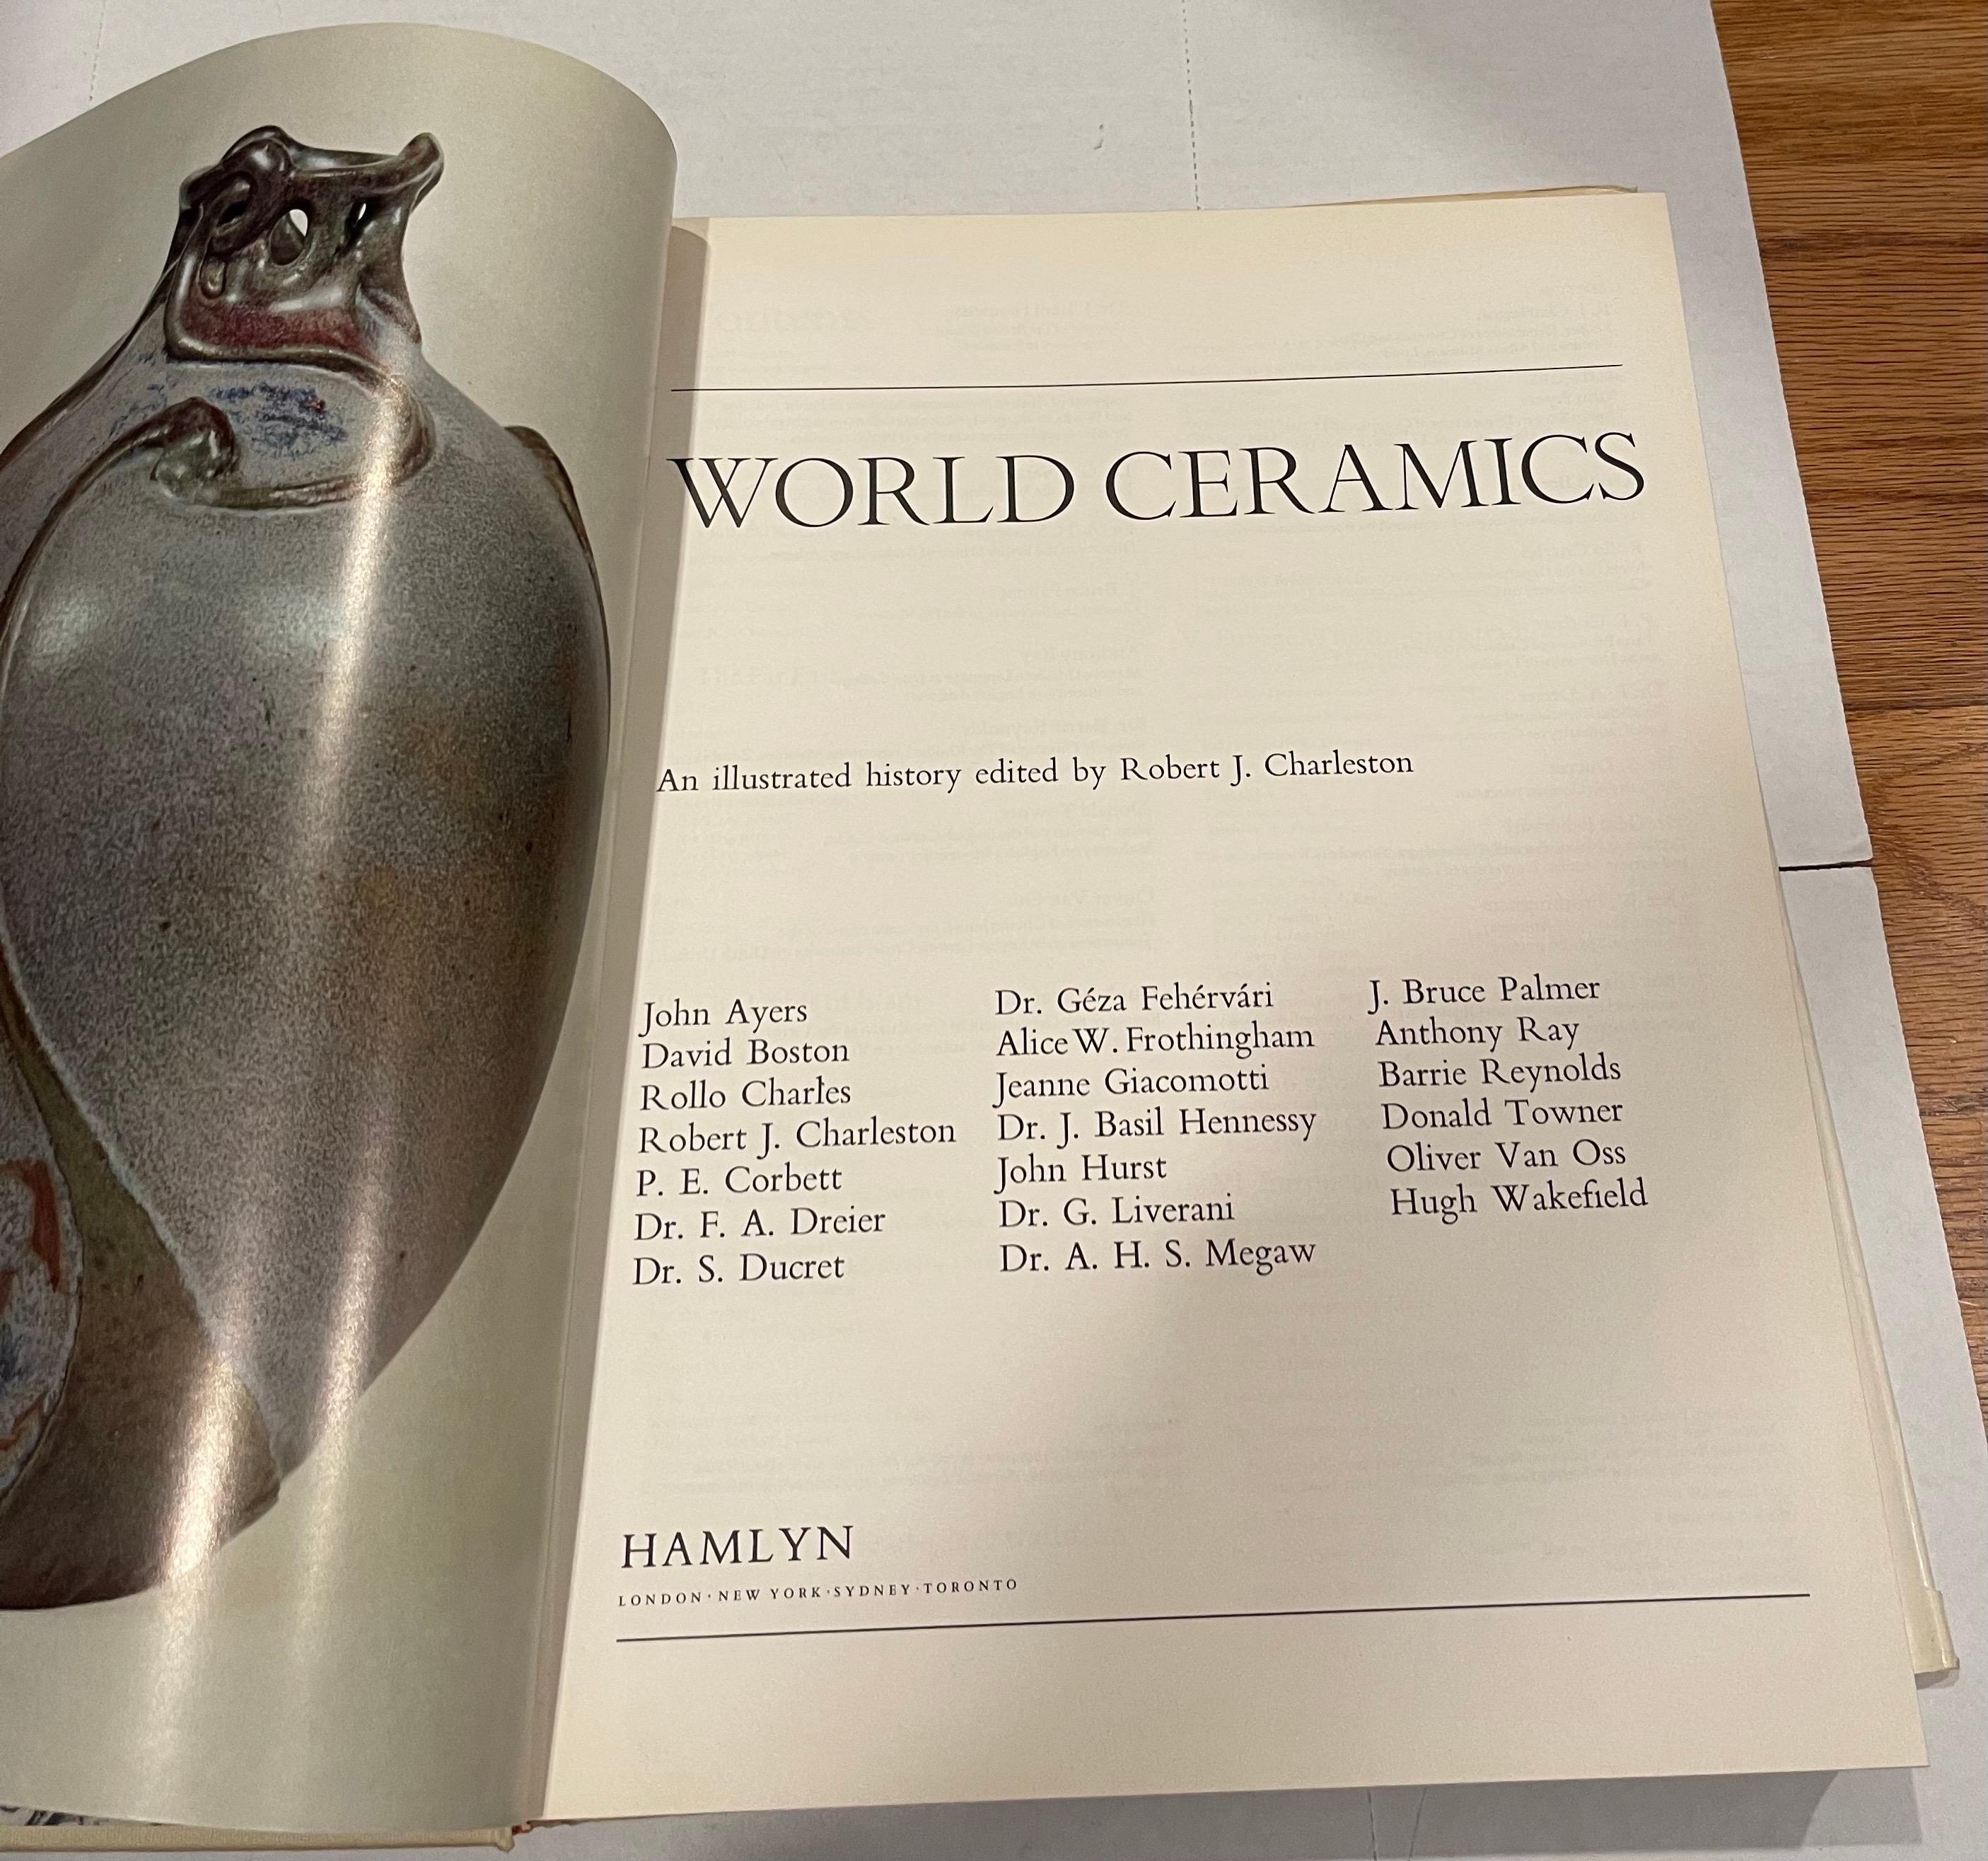 WORLD CERAMICS
An illustrated history edited by Robert J. Charleston
John Ayers
David Boston
Rollo Charles
Robert J. Charleston
P. E. Corbett
Dr. F. A. Dreier
Dr. S. Ducret
Dr. Géza Fehérvári
Alice W. Frothingham
Jeanne Giacomotti
Dr. J. Basil Hennessy
John Hurst
Dr. G. Liverani
Dr. A. H. S. Megaw
J. Bruce Palmer
Anthony Ray
Barrie Reynolds
Donald Towner
Oliver Van Oss
Hugh Wakefield
HAMLYN
LONDON · NEW YORK · SYDNEY · TORONTO